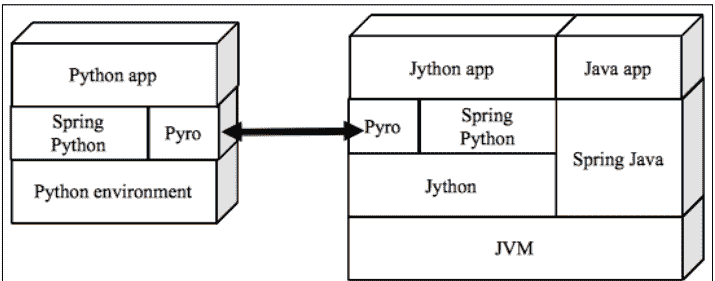 Python app
Spring
Python
Pyro
Python environment
Jython app
Java app
Pyro
Spring
Python
Spring Java
Jython
JVM